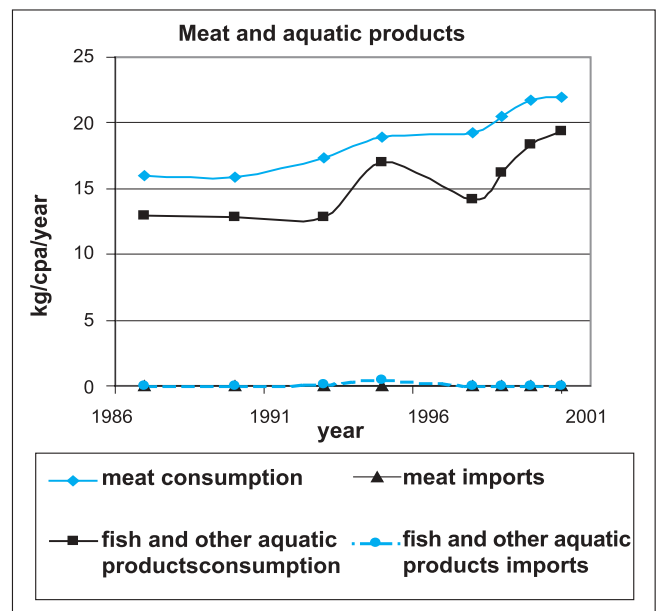 Meat and aquatic products
25
20
15
10
5
0
kg/cpa/year
1986
1991
1996
2001
year
meat consumption
meat imports
fish and other aquatic
productsconsumption
fish and other aquatic
products imports